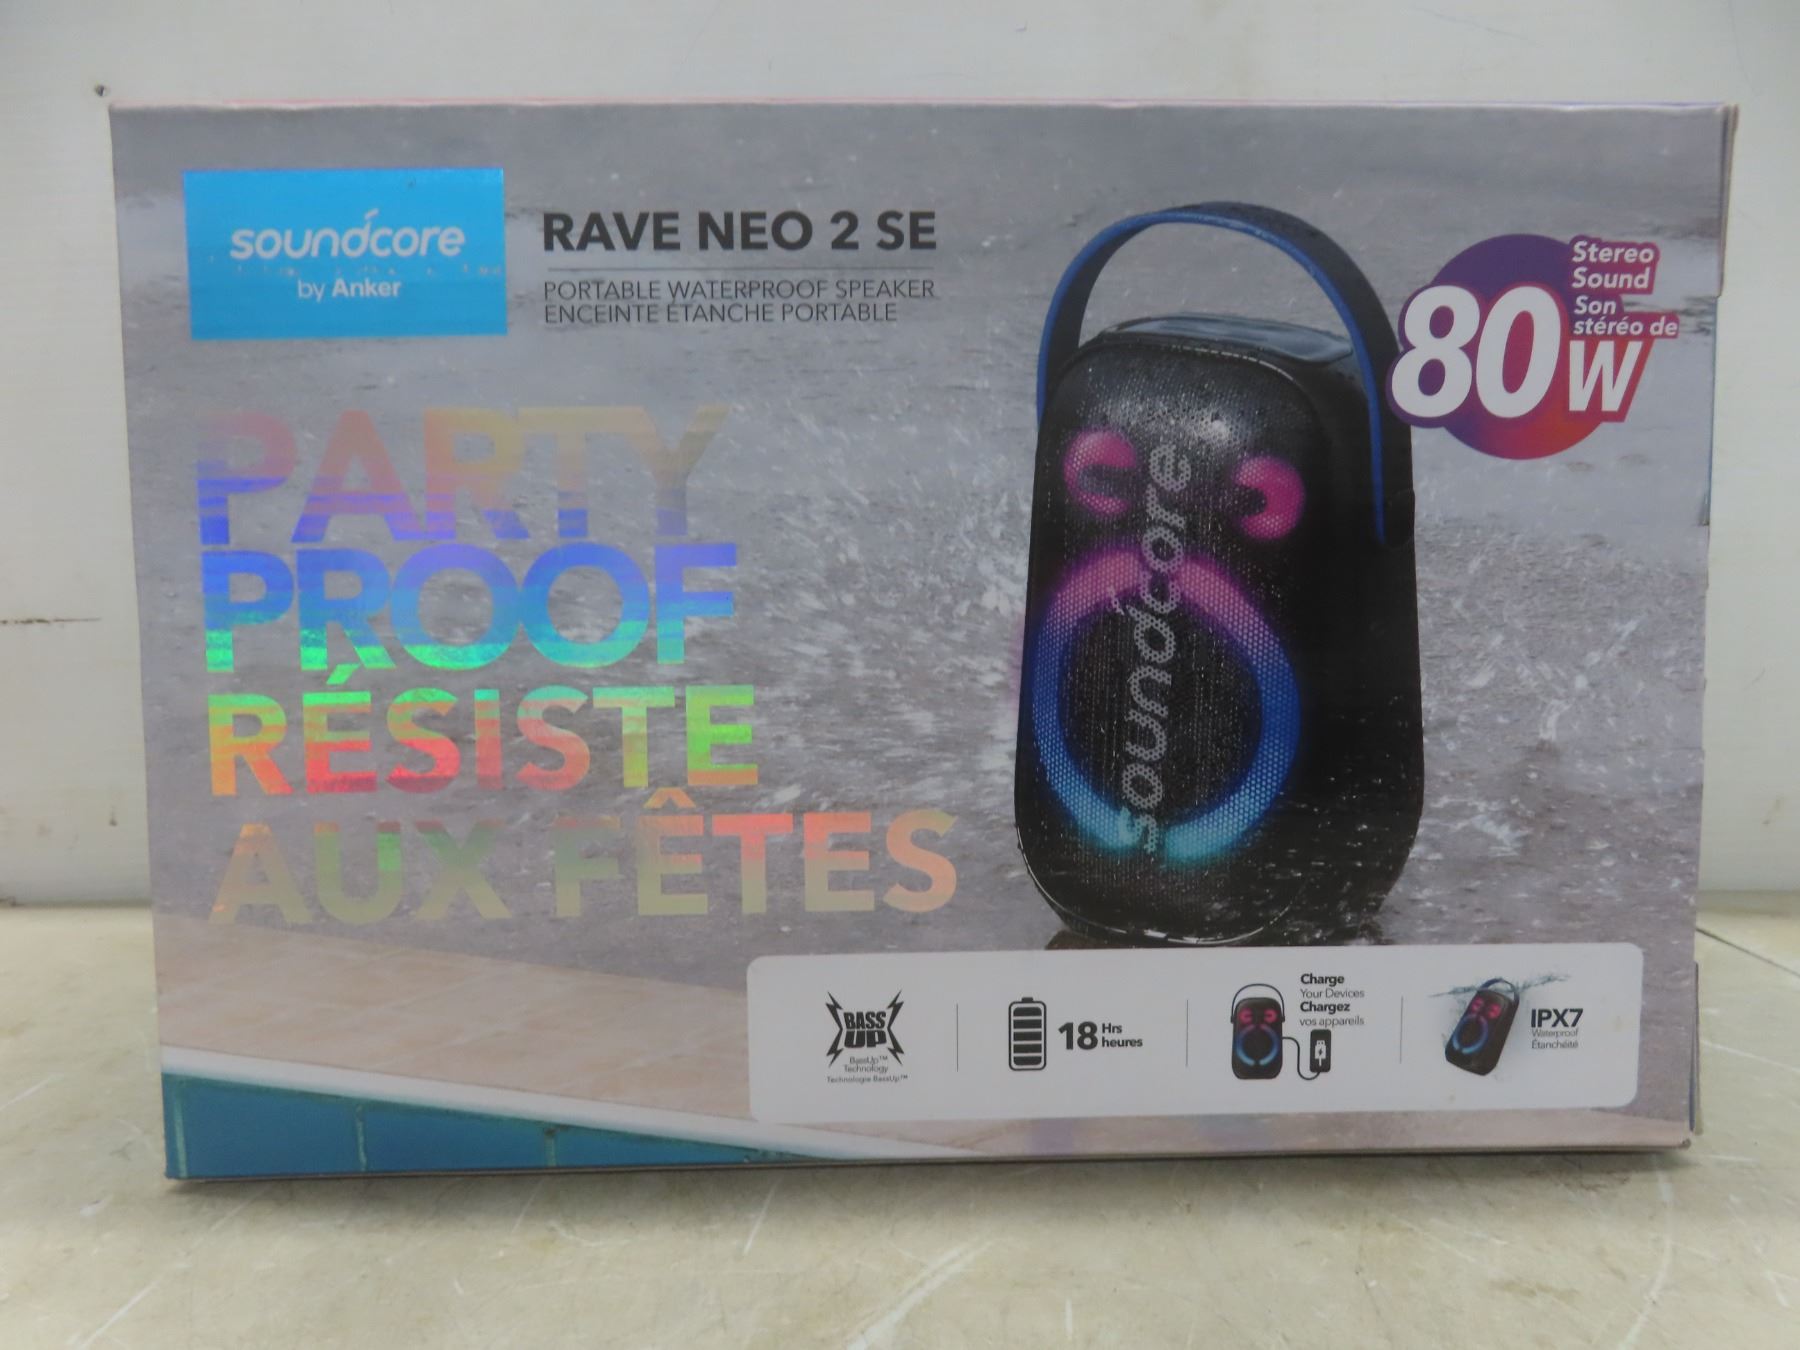 soundcore
by Anker
RAVE NEO 2 SE
PORTABLE WATERPROOF SPEAKER
ENCEINTE ÉTANCHE PORTABLE
Stereo
Sound
Son
stéréo de
80W
PARTY
PROOF
RÉSISTE
AUX FÊTES
soundcore
BASS
UP
BassUp™
Technology
Technologie BassUp™
18 Hrs
heures
Charge
Your Devices
Chargez
vos appareils
IPX7
Waterproof
Étanchéité